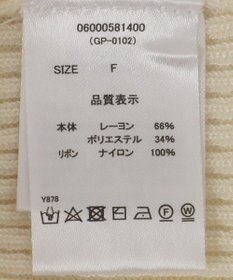 06000581400
(GP-0102)
SIZE F
品質表示
本体 レーヨン 66%
ポリエステル 34%
リボン ナイロン 100%
Y878